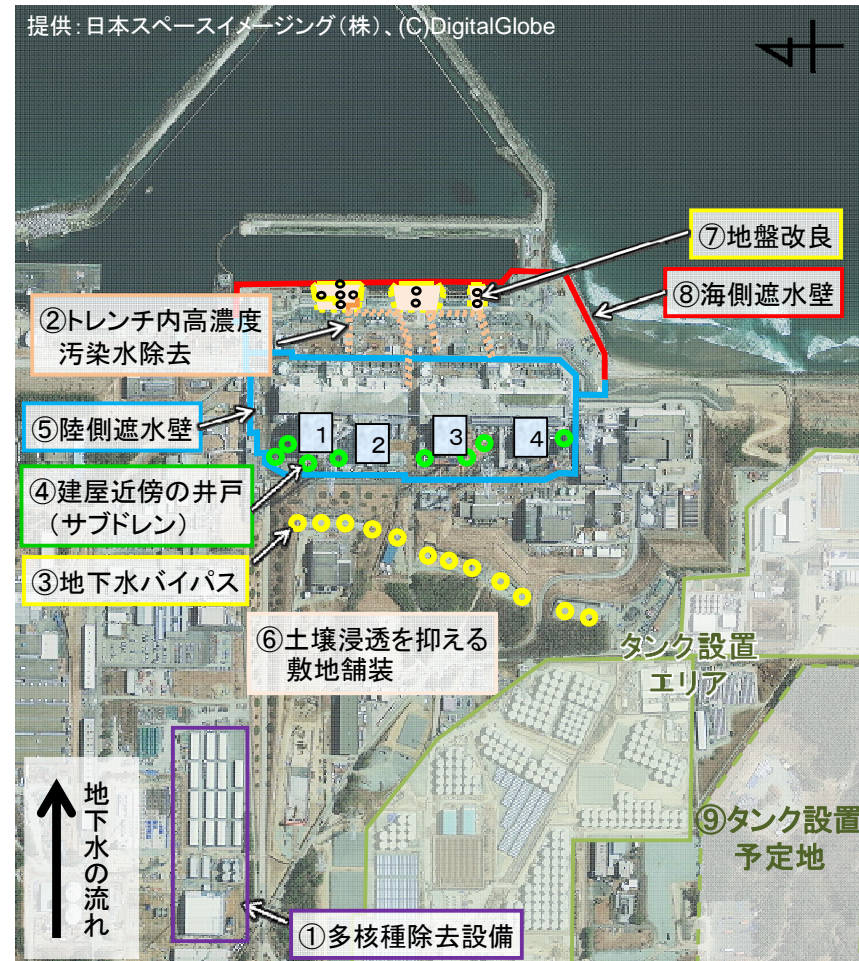 提供：日本スペースイメージング（株）、(C)DigitalGlobe
⑦地盤改良
⑧海側遮水壁
②トレンチ内高濃度
汚染水除去
⑤陸側遮水壁
1
2
3
4
④建屋近傍の井戸
（サブドレン）
③地下水バイパス
⑥土壌浸透を抑える
敷地舗装
タンク設置
エリア
⑨タンク設置
予定地
地下水の流れ
①多核種除去設備